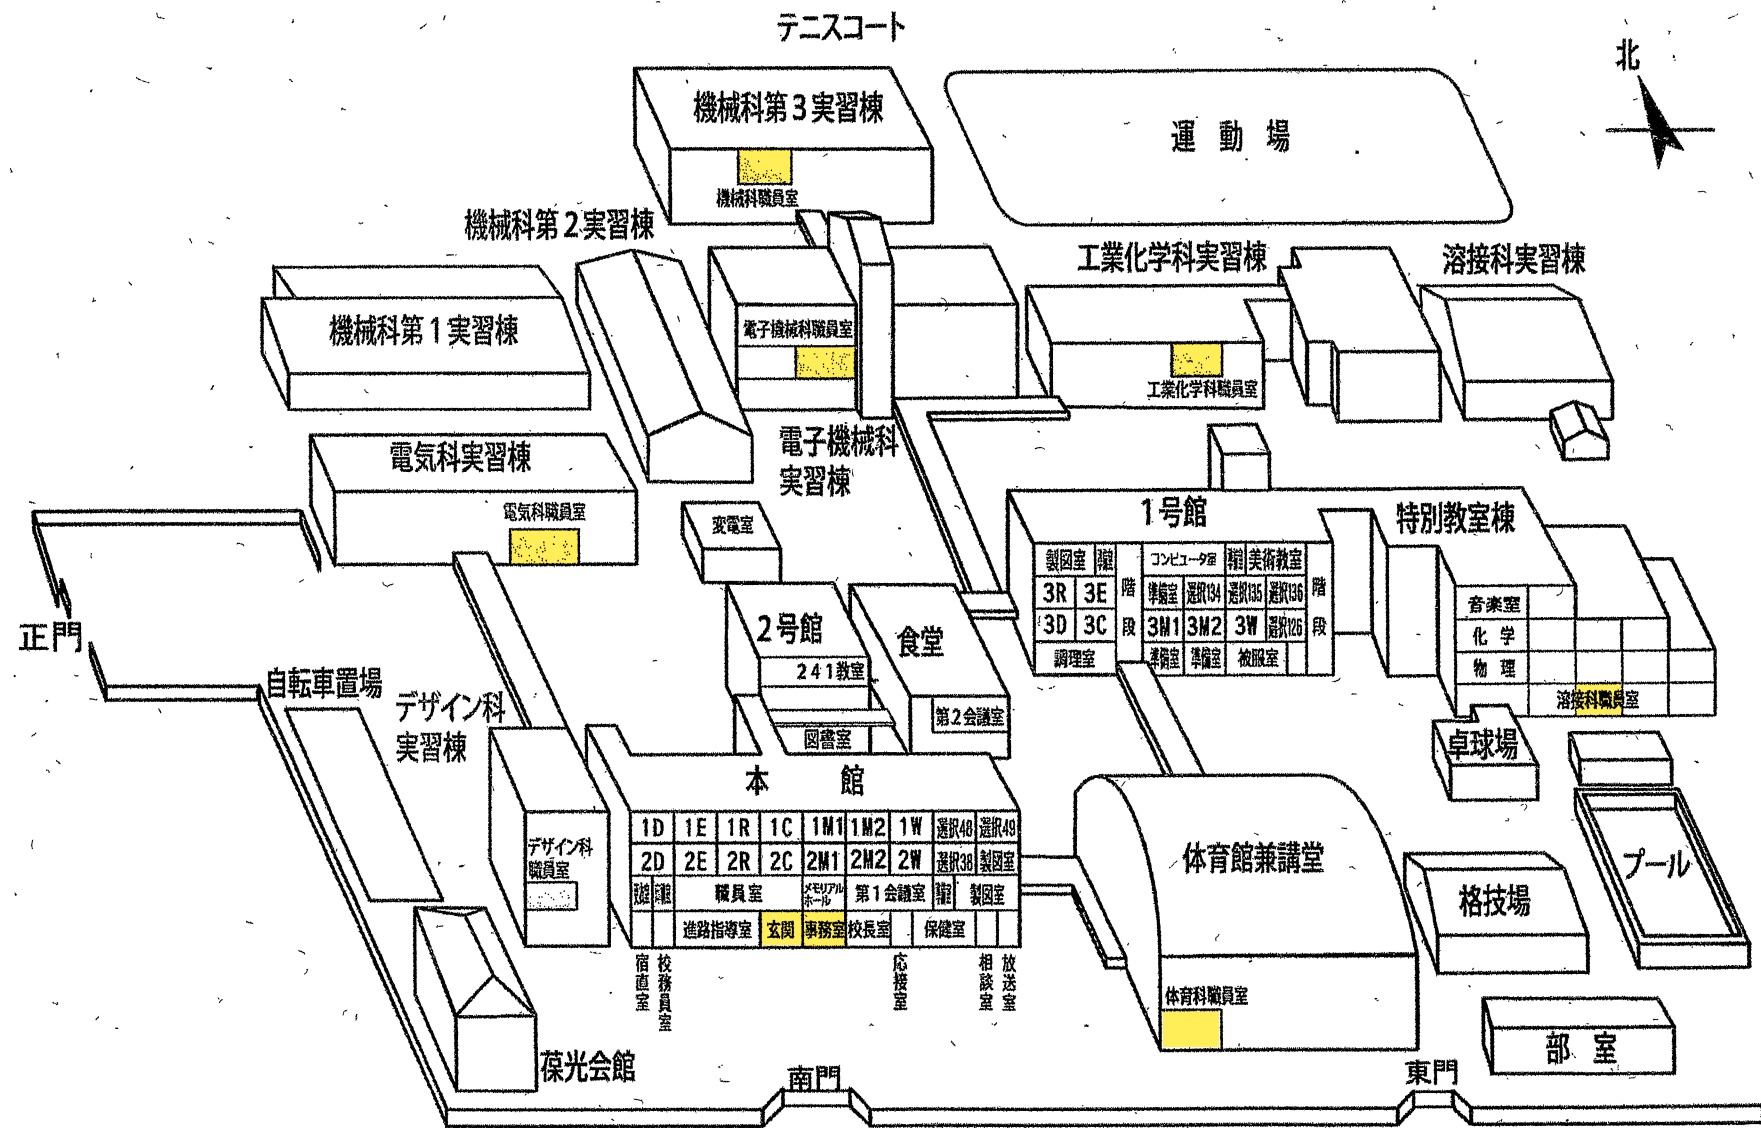 テニスコート
北
機械科第3実習棟
運動場
機械科職員室
機械科第2実習棟
工業化学科実習棟
溶接科実習棟
機械科第1実習棟
電子機械科職員室
工業化学科職員室
電子機械科
実習棟
電気科実習棟
電気科職員室
変電室
1号館
特別教室棟
製図室
階
段
コンピュータ室
美術教室
階
段
3R 3E 準備室 選択134 選択135 選択136
3D 3C 3M1 3M2 3W 選択126
調理室 準備室 準備室 被服室
音楽室
化学
物理
溶接科職員室
正門
2号館
241教室
図書室
食堂
第2会議室
自転車置場
デザイン科
実習棟
デザイン科
職員室
本館
1D 1E 1R 1C 1M1 1M2 1W 選択48 選択49
2D 2E 2R 2C 2M1 2M2 2W 選択38 製図室
職員室
メモリアル
ホール
第1会議室
製図室
進路指導室 玄関 事務室 校長室 保健室
宿直室
校務員室
応接室
相談室
放送室
卓球場
体育館兼講堂
体育科職員室
格技場
プール
部室
葆光会館
南門
東門